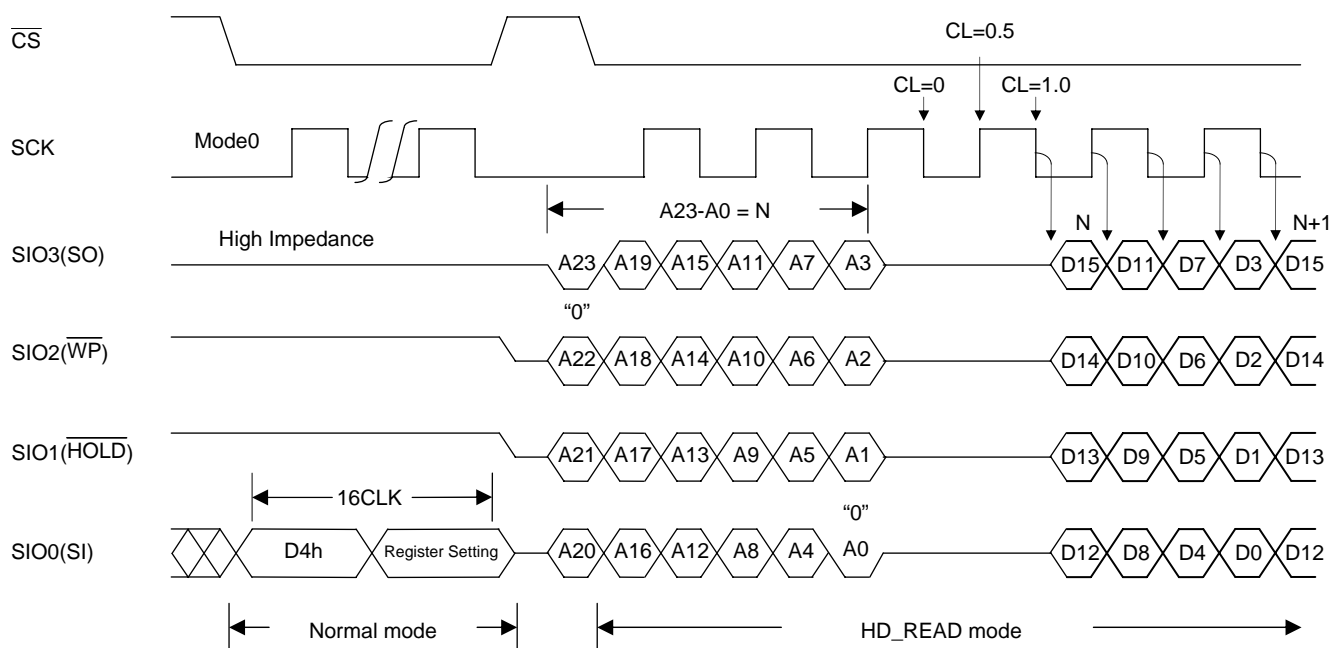 CS
CL=0.5
CL=0
CL=1.0
SCK
Mode0
A23-A0 = N
N
N+1
SIO3(SO)
High Impedance
A23
A19
A15
A11
A7
A3
D15
D11
D7
D3
D15
“0”
SIO2(WP)
A22
A18
A14
A10
A6
A2
D14
D10
D6
D2
D14
SIO1(HOLD)
A21
A17
A13
A9
A5
A1
D13
D9
D5
D1
D13
16CLK
“0”
SIO0(SI)
D4h
Register Setting
A20
A16
A12
A8
A4
A0
D12
D8
D4
D0
D12
Normal mode
HD_READ mode